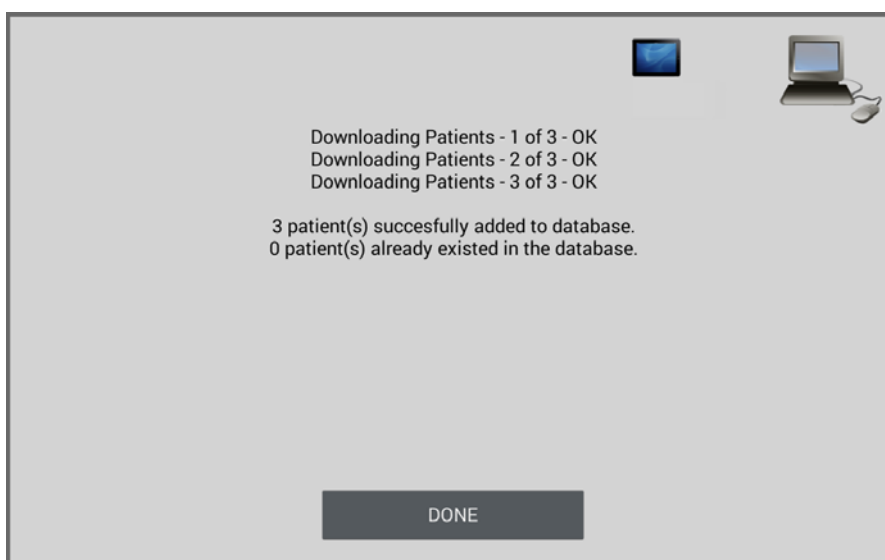 Downloading Patients - 1 of 3 - OK
Downloading Patients - 2 of 3 - OK
Downloading Patients - 3 of 3 - OK
3 patient(s) succesfully added to database.
0 patient(s) already existed in the database.
DONE